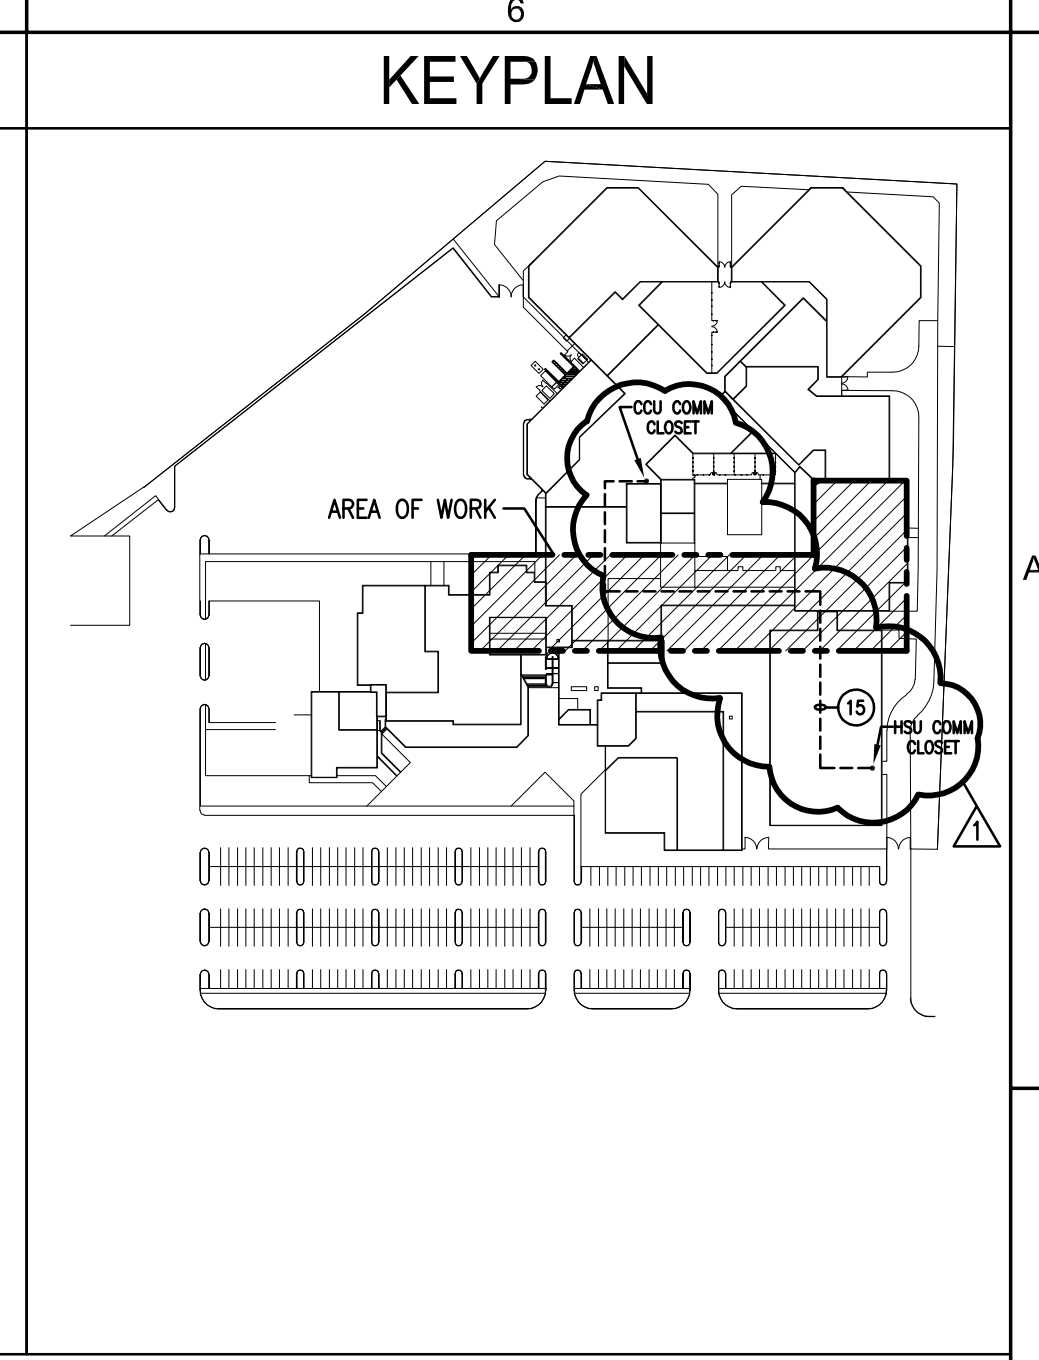 6
KEYPLAN
CCU COMM
CLOSET
AREA OF WORK
A
15
HSU COMM
CLOSET
1